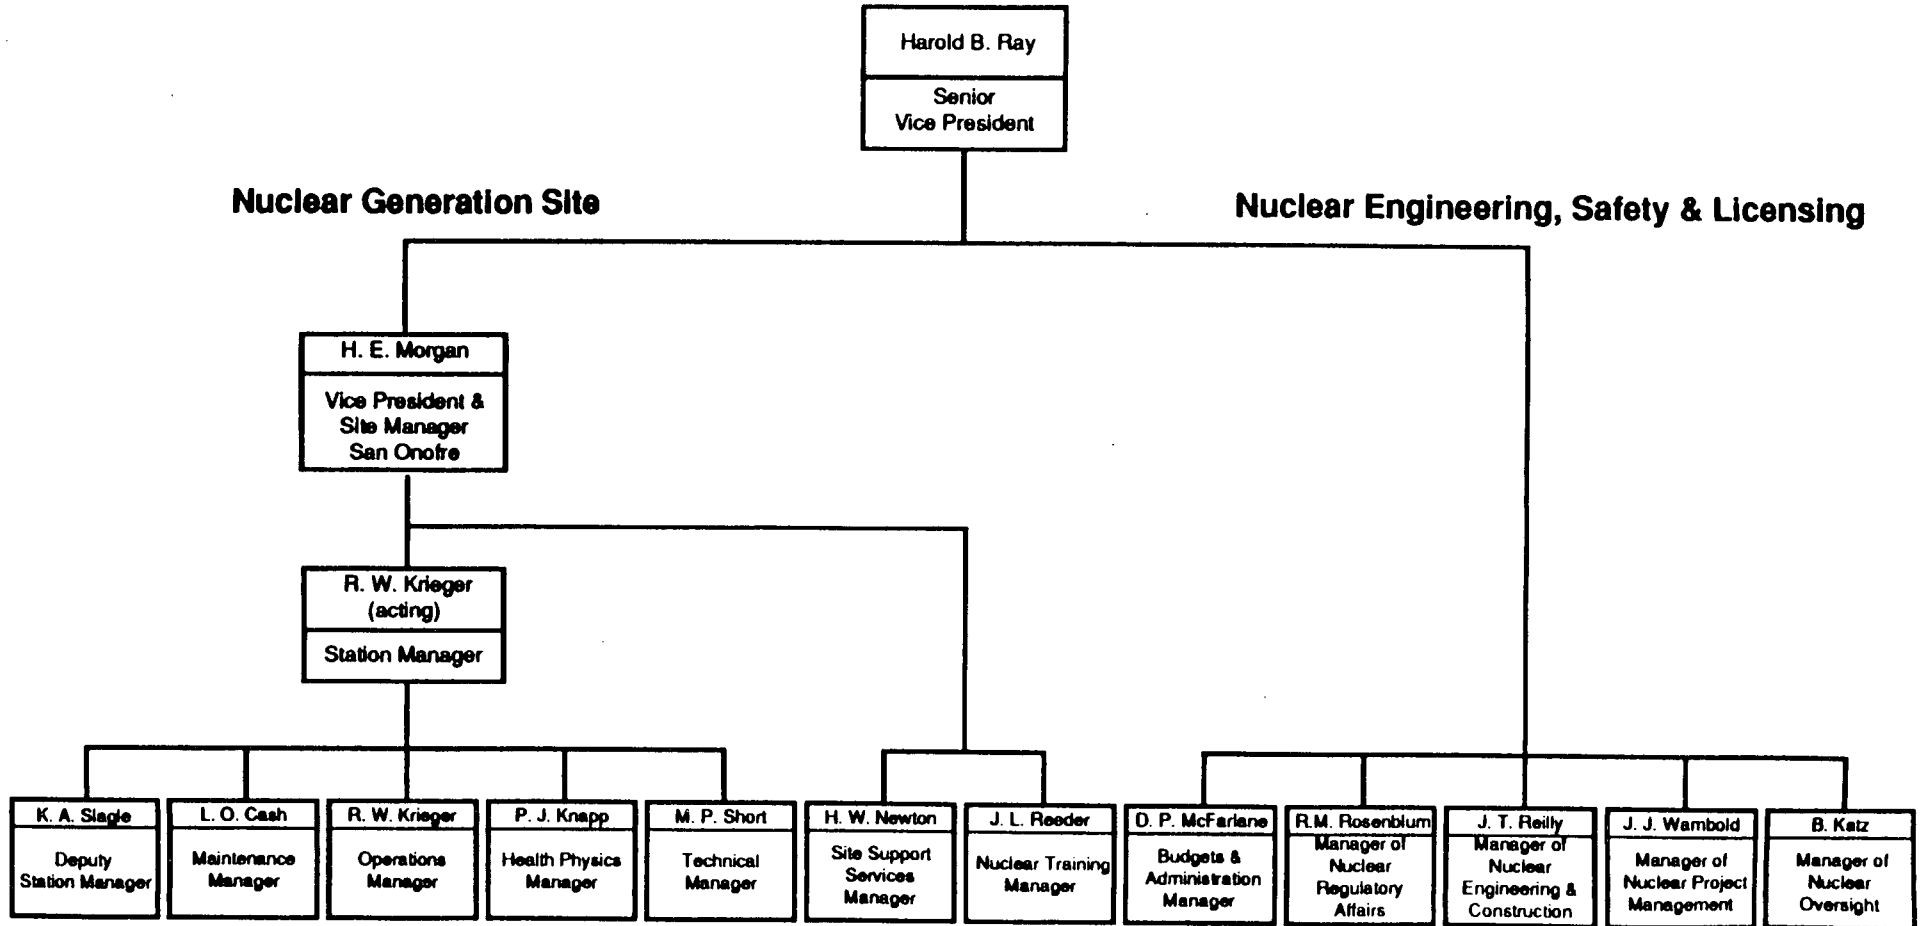 Harold B. Ray
Senior
Vice President
Nuclear Generation Site
Nuclear Engineering, Safety & Licensing
H. E. Morgan
Vice President &
Site Manager
San Onofre
R. W. Krieger
(acting)
Station Manager
K. A. Slagle
Deputy
Station Manager
L. O. Cash
Maintenance
Manager
R. W. Krieger
Operations
Manager
P. J. Knapp
Health Physics
Manager
M. P. Short
Technical
Manager
H. W. Newton
Site Support
Services
Manager
J. L. Reeder
Nuclear Training
Manager
D. P. McFarlane
Budgets &
Administration
Manager
R.M. Rosenblum
Manager of
Nuclear
Regulatory
Affairs
J. T. Reilly
Manager of
Nuclear
Engineering &
Construction
J. J. Wambold
Manager of
Nuclear Project
Management
B. Katz
Manager of
Nuclear
Oversight